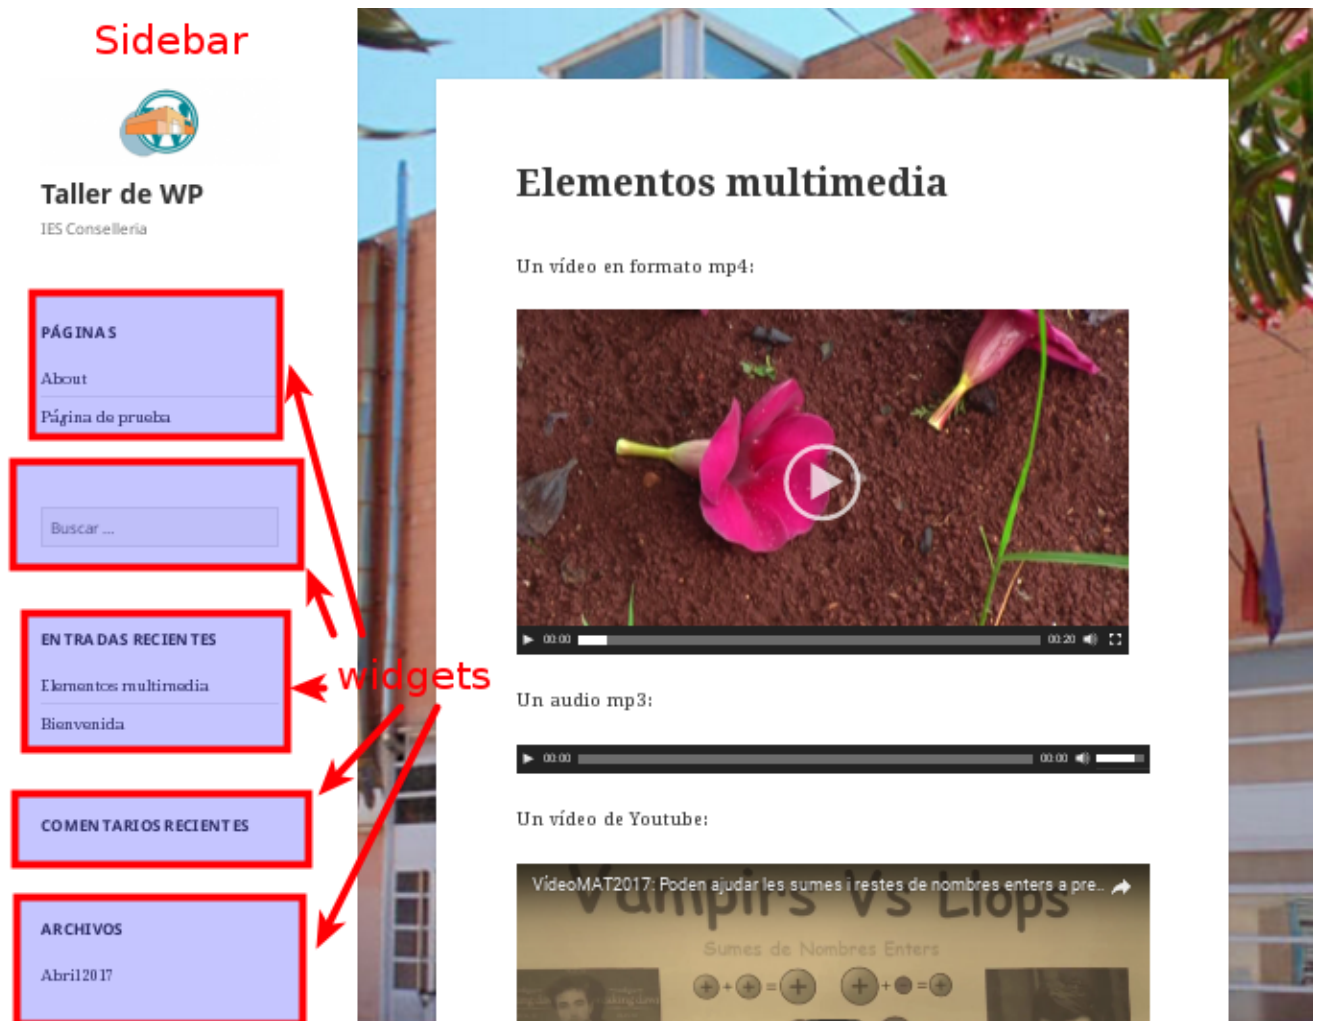 Sidebar
Taller de WP
IES Conselleria
PÁGINAS
About
Página de prueba
Buscar ...
ENTRADAS RECIENTES
Elementos multimedia
Bienvenida
COMENTARIOS RECIENTES
ARCHIVOS
Abril 2017
widgets
Elementos multimedia
Un vídeo en formato mp4:
00:00
00:20
Un audio mp3:
00:00
00:00
Un vídeo de Youtube:
VídeoMAT2017: Poden ajudar les sumes i restes de nombres enters a pre...
Vampirs Vs Llops
Sumes de Nombres Enters
+ + + = +
+ + - = +